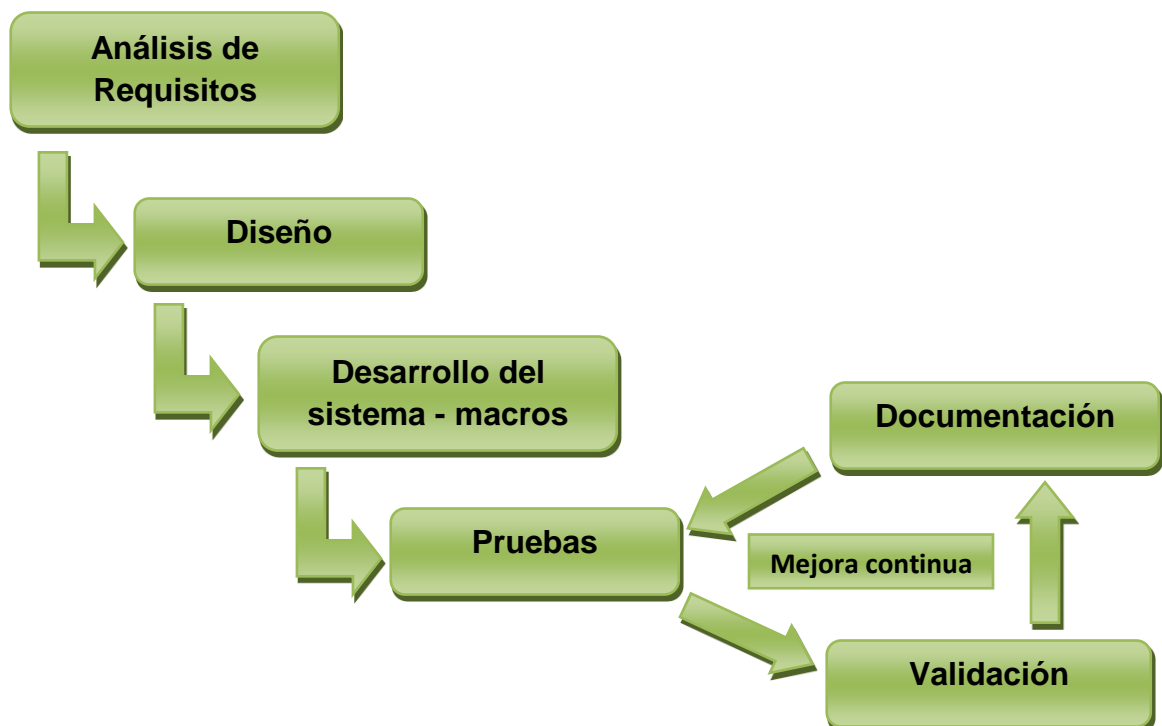 Análisis de
Requisitos
Diseño
Desarrollo del
sistema - macros
Documentación
Pruebas
Mejora continua
Validación